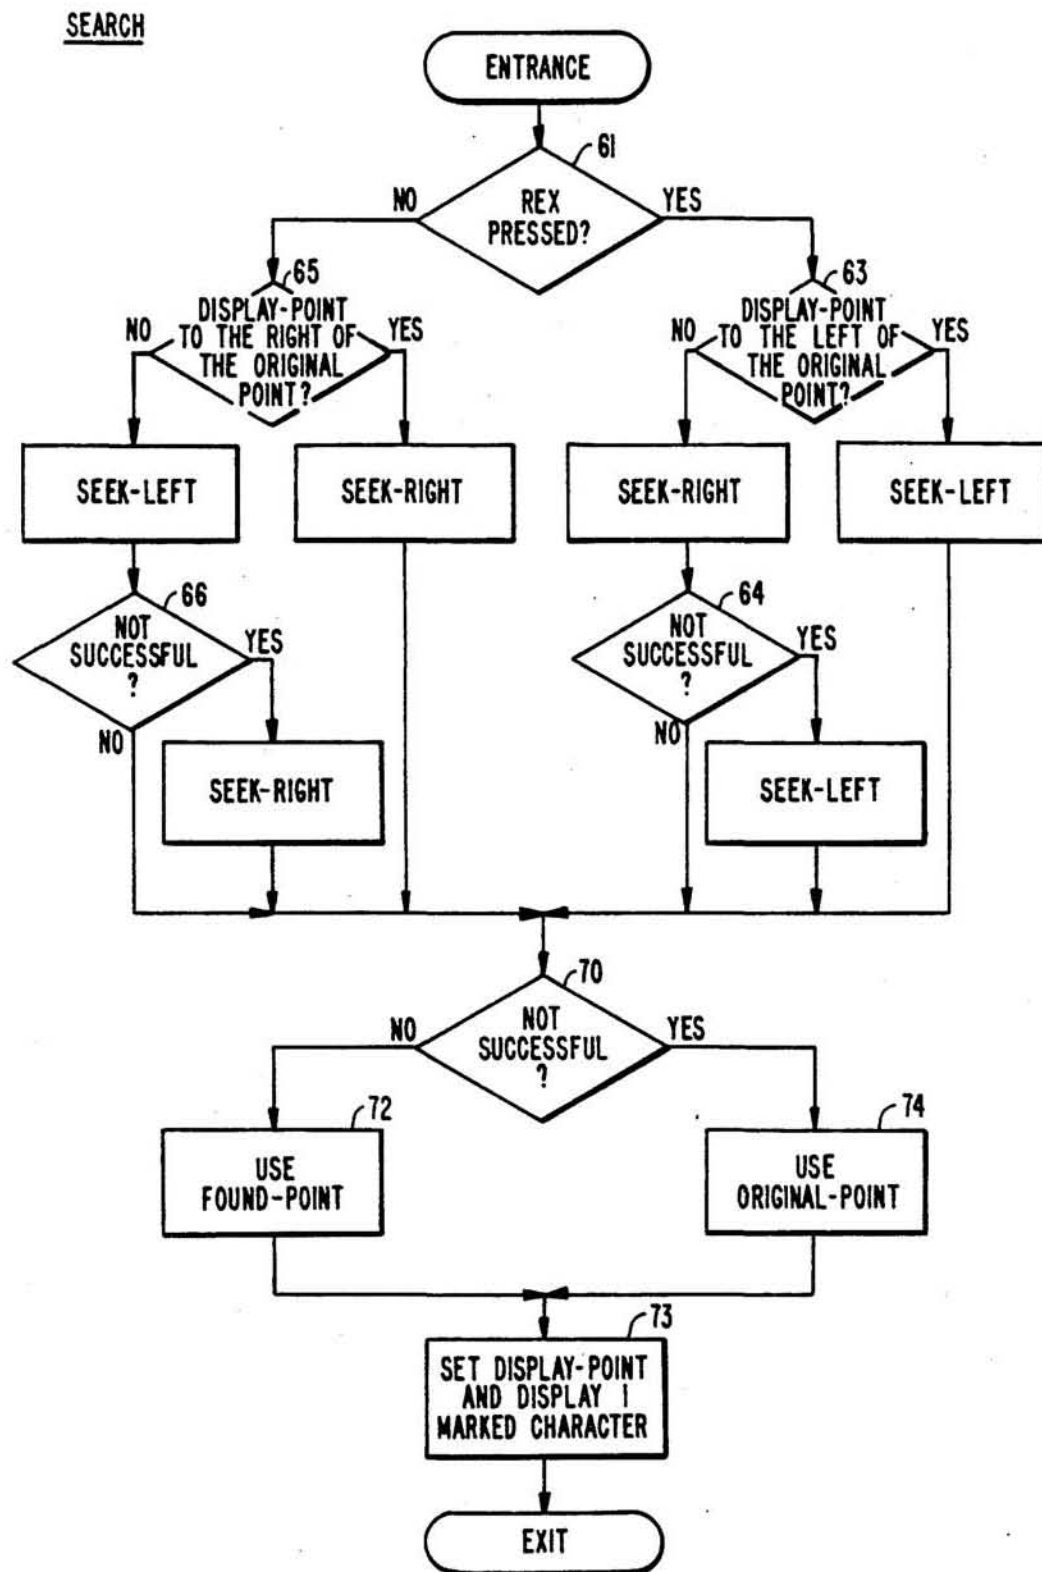 SEARCH
ENTRANCE
61
NO
REX
PRESSED?
YES
65
NO
DISPLAY-POINT
TO THE RIGHT OF
THE ORIGINAL
POINT?
YES
63
NO
DISPLAY-POINT
TO THE LEFT OF
THE ORIGINAL
POINT?
YES
SEEK-LEFT
SEEK-RIGHT
SEEK-RIGHT
SEEK-LEFT
66
NOT
SUCCESSFUL
?
YES
NO
64
NOT
SUCCESSFUL
?
YES
NO
SEEK-RIGHT
SEEK-LEFT
70
NO
NOT
SUCCESSFUL
?
YES
72
USE
FOUND-POINT
74
USE
ORIGINAL-POINT
73
SET DISPLAY-POINT
AND DISPLAY 1
MARKED CHARACTER
EXIT